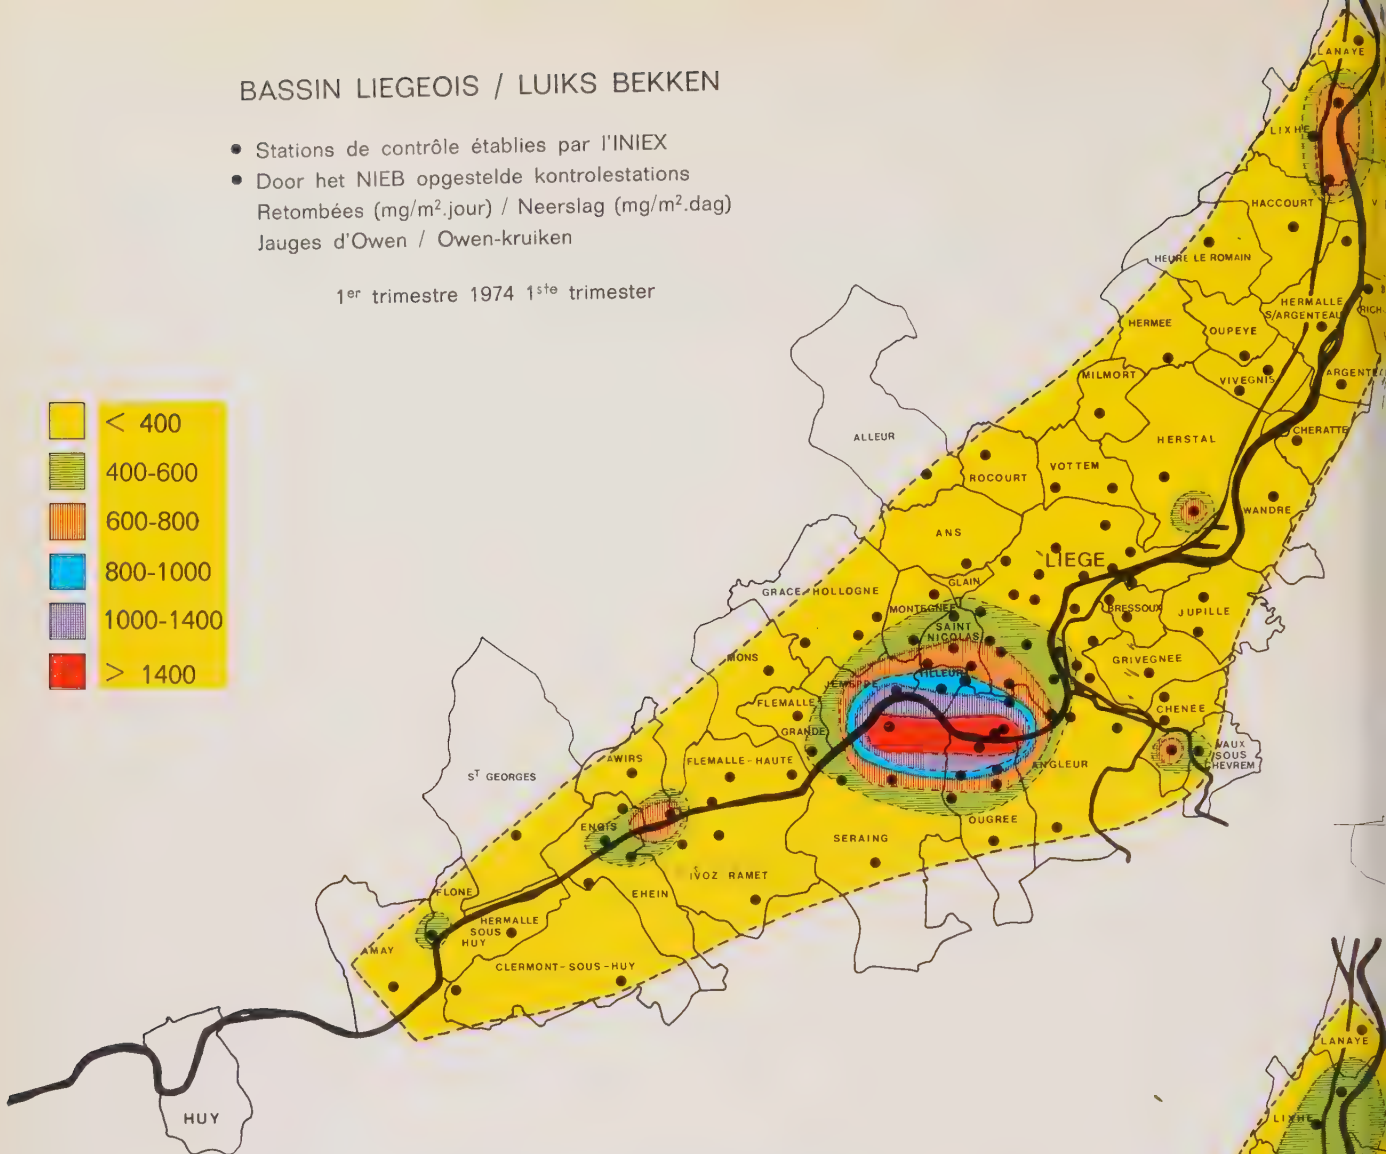 BASSIN LIEGEOIS / LUIKS BEKKEN
• Stations de contrôle établies par l'INIEX
• Door het NIEB opgestelde kontrolestations
Retombées (mg/m².jour) / Neerslag (mg/m².dag)
Jauges d'Owen / Owen-kruiken
1er trimestre 1974 1ste trimester
< 400
400-600
600-800
800-1000
1000-1400
> 1400
LANAYE
LIXHE
HACCOURT
HEURE LE ROMAIN
HERMALLE
S/ARGENTEAU
HERMEE
OUPEYE
MILMORT
VIVEGNIS
CHERATTE
HERSTAL
ALLEUR
VOTTEM
ROCOURT
WANDRE
ANS
LIEGE
GLAIN
GRACE-HOLLOGNE
MONTEGNEE
BRESSOUX
JUPILLE
SAINT
NICOLAS
MONS
GRIVEGNEE
JEMEPPE
TILLEUR
FLEMALLE
GRANDE
CHENEE
VAUX
SOUS
CHEVREM
AWIRS
FLEMALLE-HAUTE
ANGLEUR
ST GEORGES
ENGIS
OUGREE
SERAING
IVOZ RAMET
FLONE
EHEIN
HERMALLE
SOUS
HUY
AMAY
CLERMONT-SOUS-HUY
HUY
LANAYE
LIXHE